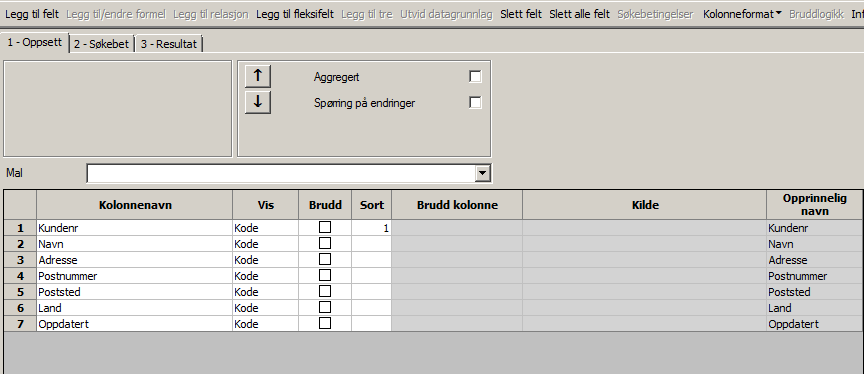 Legg til felt Legg til/endre formel Legg til relasjon Legg til fleksifelt Legg til tre Utvid datagrunnlag Slett felt Slett alle felt Søkebetingelser Kolonneformat Bruddlogikk
1 - Oppsett 2 - Søkebet 3 - Resultat
↑ Aggregert
↓ Spørring på endringer
Mal
Kolonnenavn Vis Brudd Sort Brudd kolonne Kilde Opprinnelig navn
1 Kundenr Kode 1 Kundenr
2 Navn Kode Navn
3 Adresse Kode Adresse
4 Postnummer Kode Postnummer
5 Poststed Kode Poststed
6 Land Kode Land
7 Oppdatert Kode Oppdatert